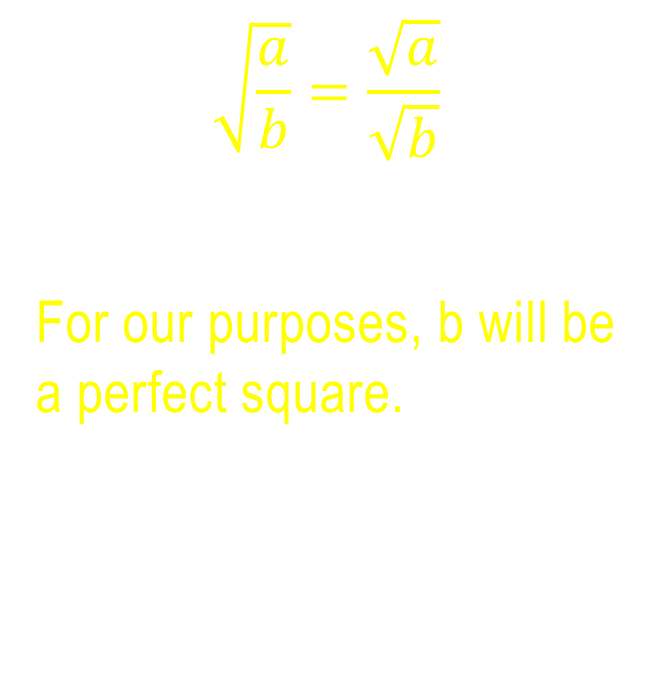 √(a/b) = √a/√b
For our purposes, b will be
a perfect square.